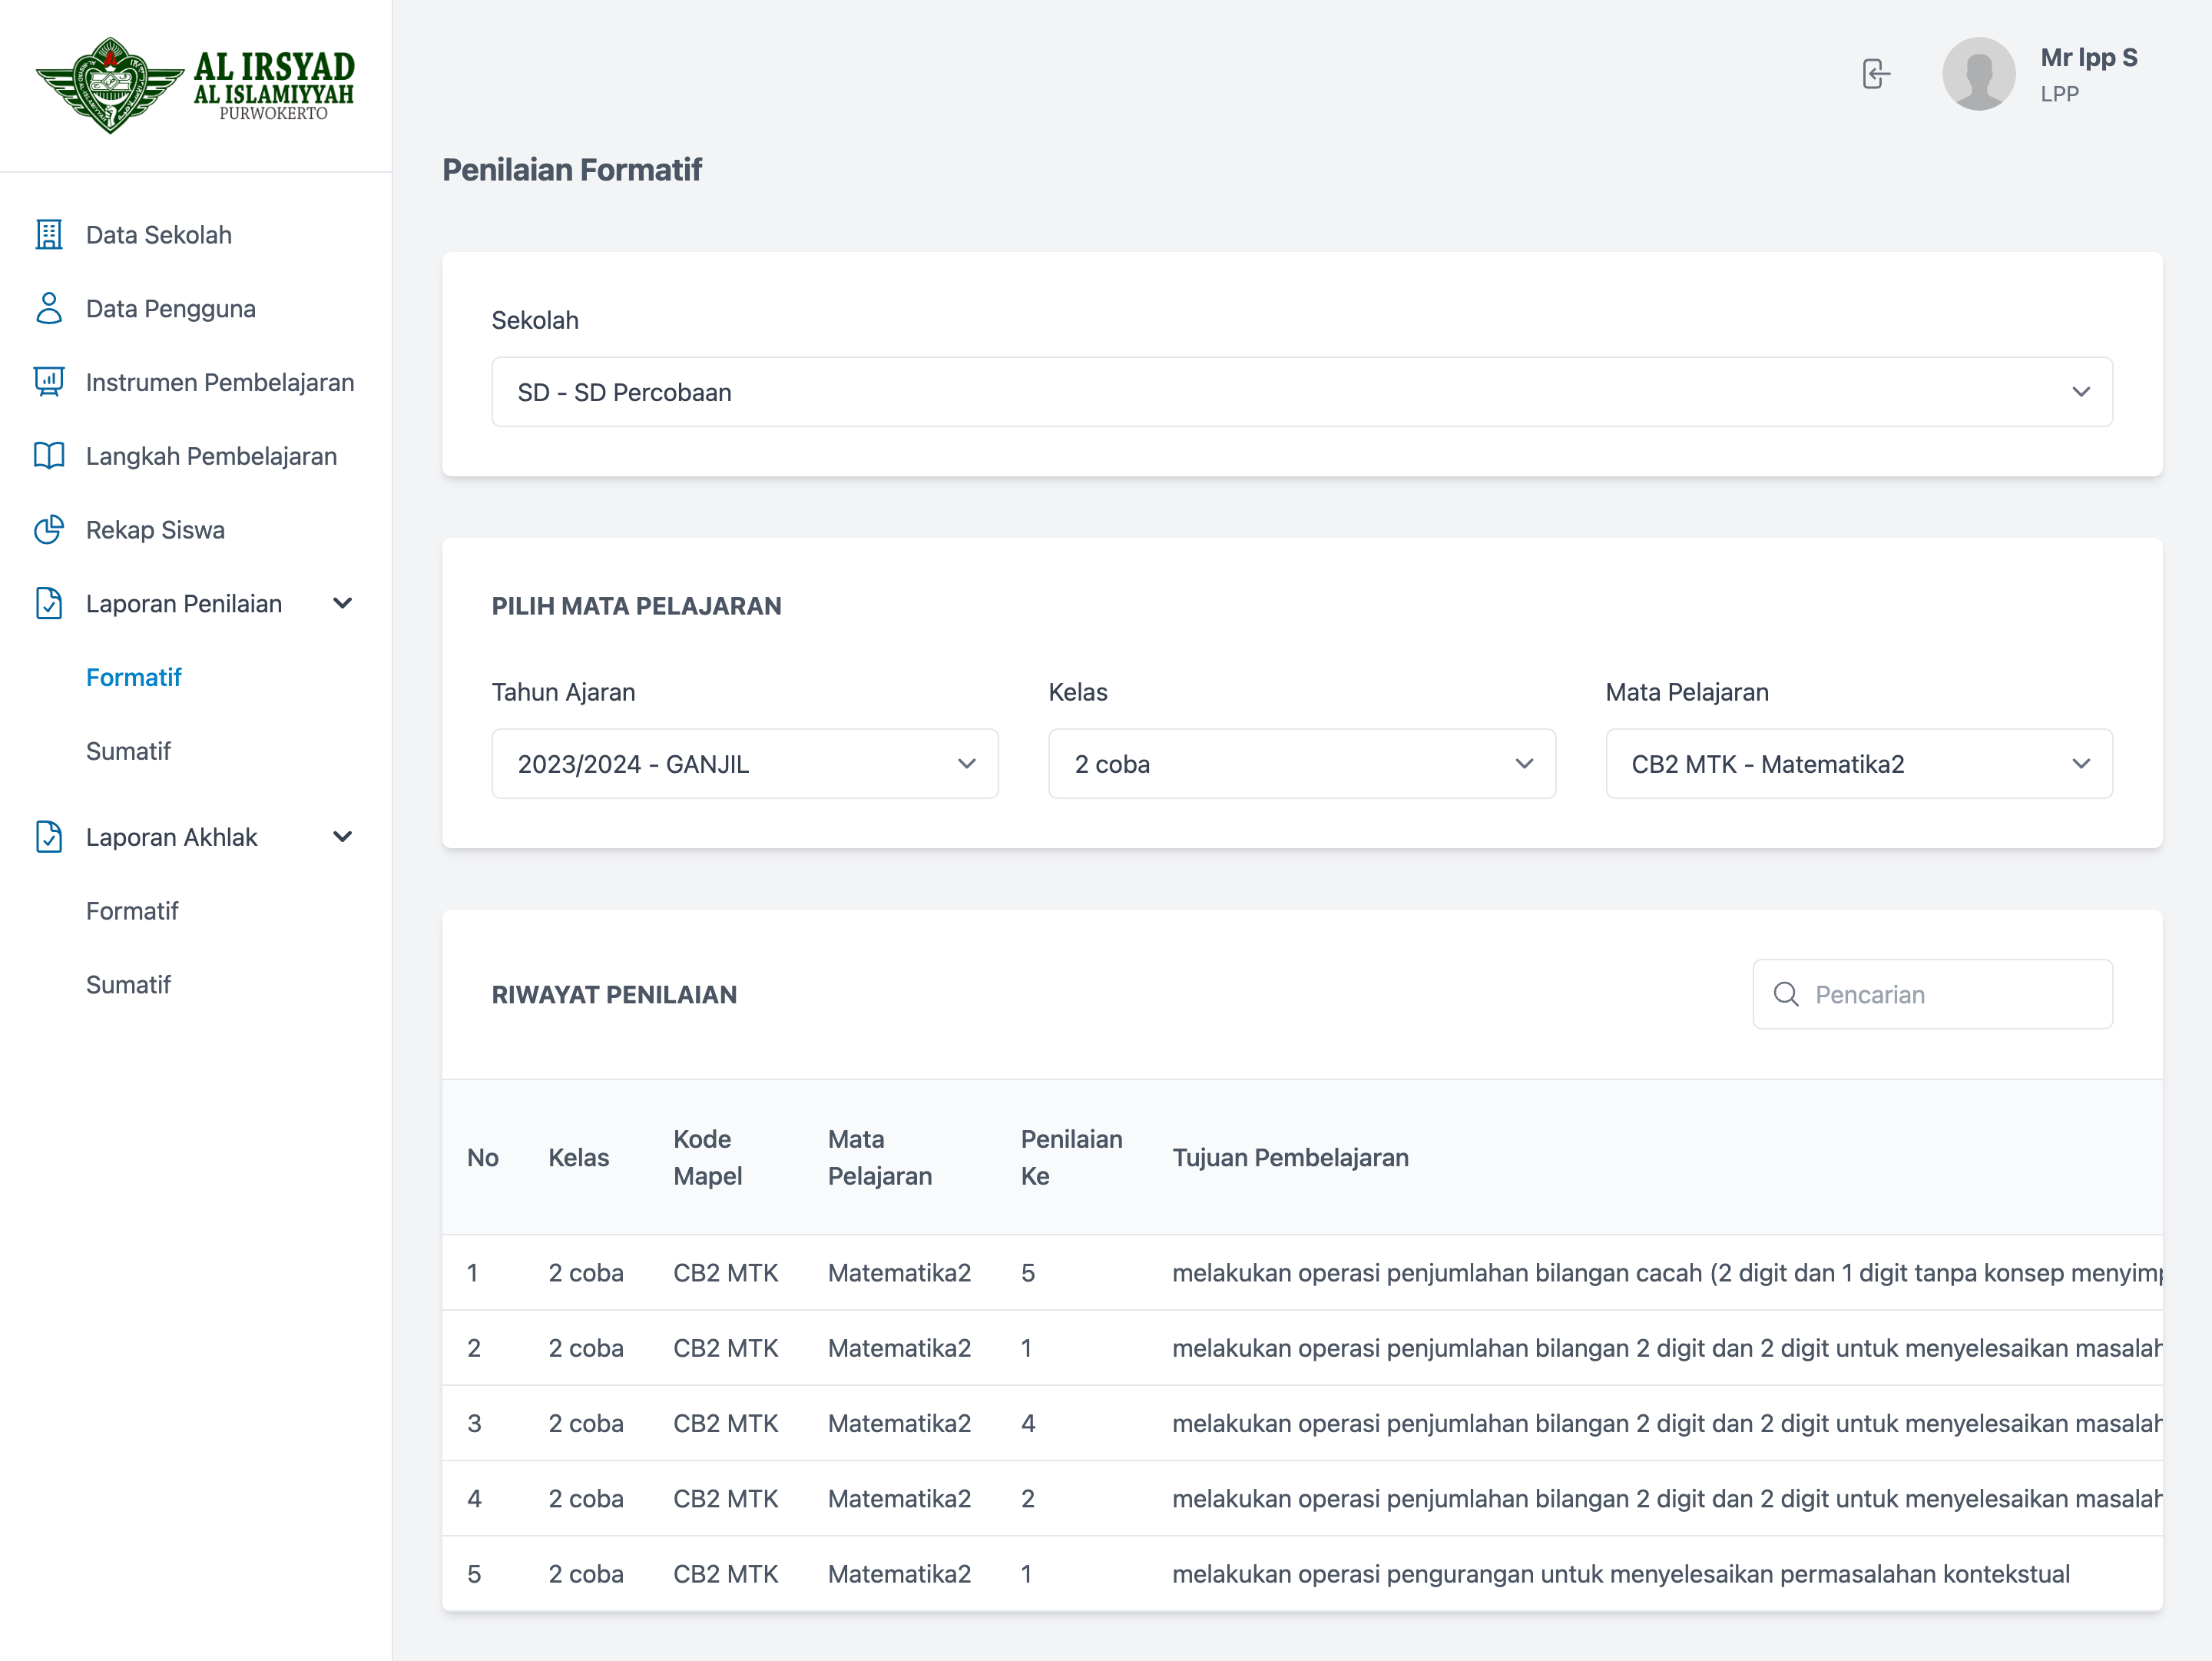 AL IRSYAD
AL ISLAMIYYAH
PURWOKERTO
Mr lpp S
LPP
Data Sekolah
Data Pengguna
Instrumen Pembelajaran
Langkah Pembelajaran
Rekap Siswa
Laporan Penilaian
Formatif
Sumatif
Laporan Akhlak
Formatif
Sumatif
Penilaian Formatif
Sekolah
SD - SD Percobaan
PILIH MATA PELAJARAN
Tahun Ajaran Kelas Mata Pelajaran
2023/2024 - GANJIL 2 coba CB2 MTK - Matematika2
RIWAYAT PENILAIAN
Pencarian
No Kelas Kode Mapel Mata Pelajaran Penilaian Ke Tujuan Pembelajaran
1 2 coba CB2 MTK Matematika2 5 melakukan operasi penjumlahan bilangan cacah (2 digit dan 1 digit tanpa konsep menyimp
2 2 coba CB2 MTK Matematika2 1 melakukan operasi penjumlahan bilangan 2 digit dan 2 digit untuk menyelesaikan masalah
3 2 coba CB2 MTK Matematika2 4 melakukan operasi penjumlahan bilangan 2 digit dan 2 digit untuk menyelesaikan masalah
4 2 coba CB2 MTK Matematika2 2 melakukan operasi penjumlahan bilangan 2 digit dan 2 digit untuk menyelesaikan masalah
5 2 coba CB2 MTK Matematika2 1 melakukan operasi pengurangan untuk menyelesaikan permasalahan kontekstual